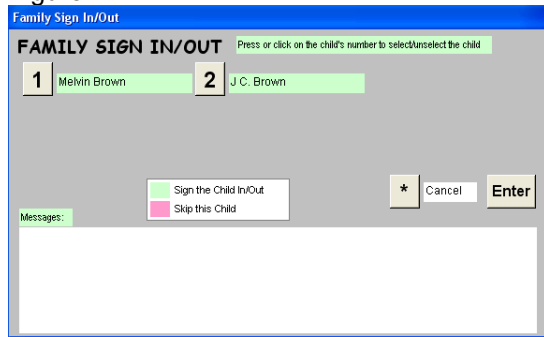 Family Sign In/Out
FAMILY SIGN IN/OUT Press or click on the child's number to select/unselect the child
1 Melvin Brown 2 J C. Brown
Sign the Child In/Out
Skip this Child
* Cancel Enter
Messages: